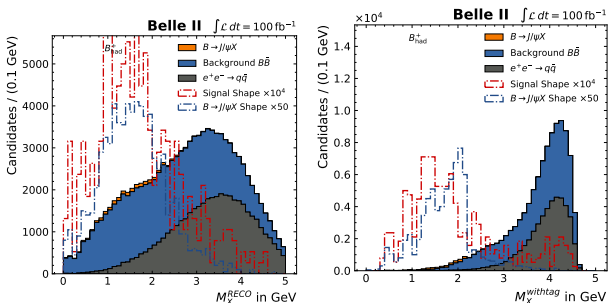 Belle II ∫ℒ dt = 100 fb⁻¹
B⁺had
B → J/ψX
Background BB̄
e⁺e⁻ → qq̄
Signal Shape ×10⁴
B → J/ψX Shape ×50
Candidates / (0.1 GeV)
5000
4000
3000
2000
1000
0
0 1 2 3 4 5
M_X^RECO in GeV
Belle II ∫ℒ dt = 100 fb⁻¹
×10⁴
B⁺had
B → J/ψX
Background BB̄
e⁺e⁻ → qq̄
Signal Shape ×10⁴
B → J/ψX Shape ×50
Candidates / (0.1 GeV)
1.4
1.2
1.0
0.8
0.6
0.4
0.2
0.0
0 1 2 3 4 5
M_X^withtag in GeV